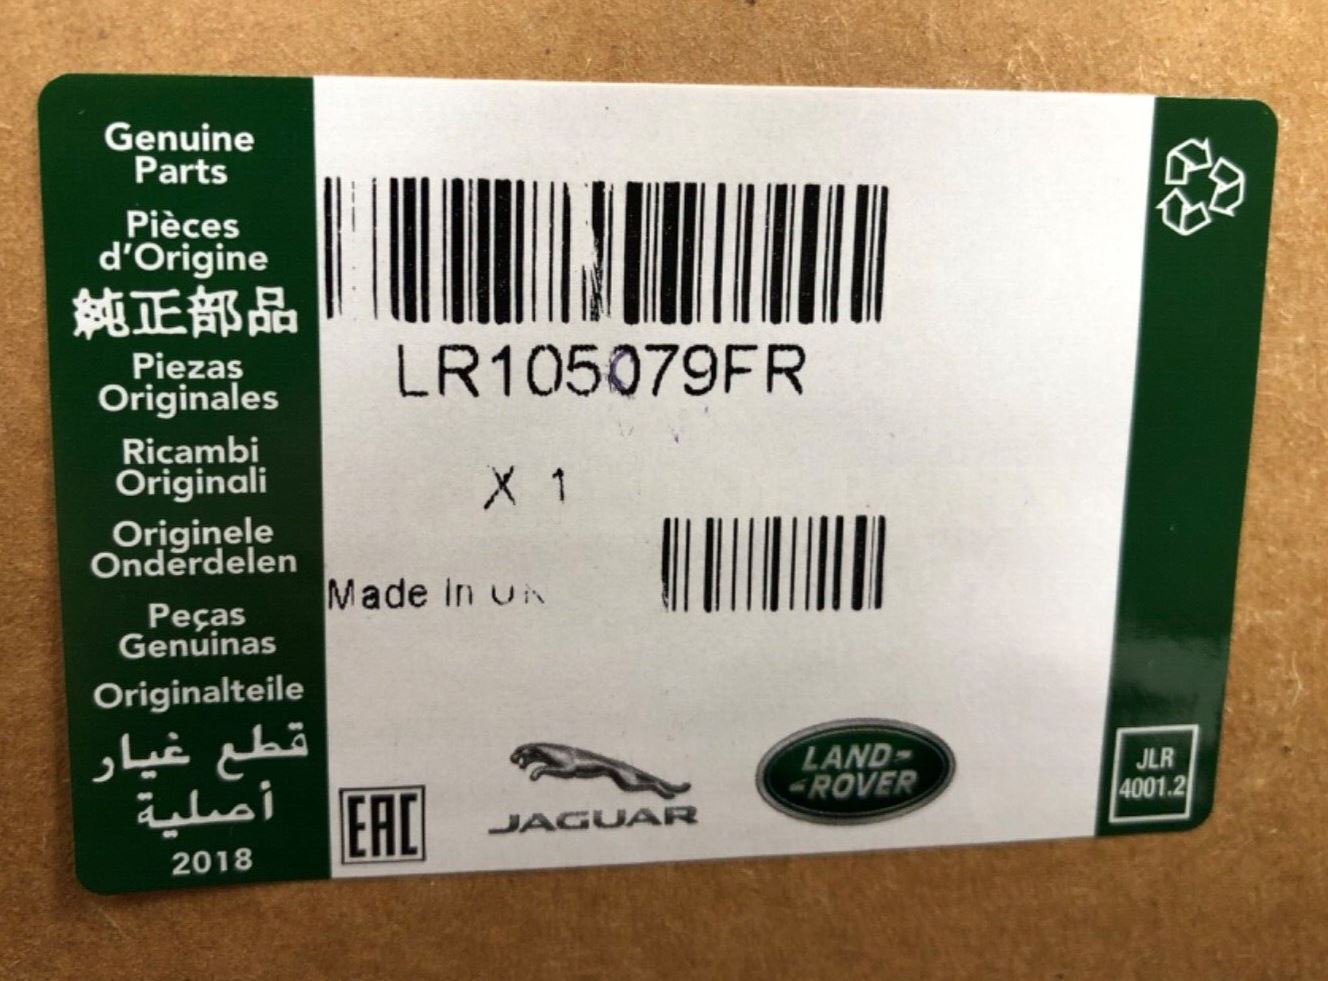 Genuine
Parts
Pièces
d'Origine
純正部品
Piezas
Originales
Ricambi
Originali
Originele
Onderdelen
Peças
Genuinas
Originalteile
قطع غيار
أصلية
2018
LR105079FR
X 1
Made In UK
EAC
JAGUAR
LAND-
-ROVER
JLR
4001.2